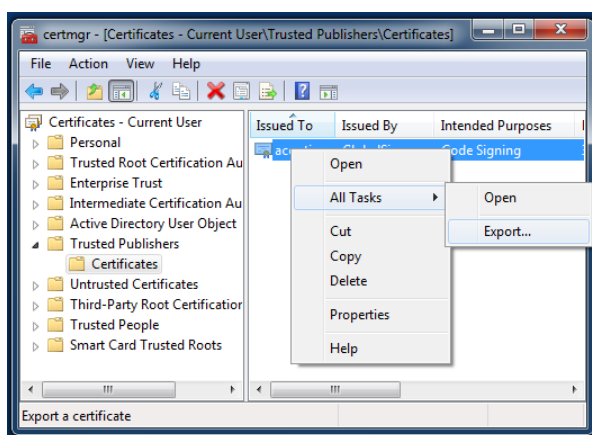 certmgr - [Certificates - Current User\Trusted Publishers\Certificates]
File Action View Help
Certificates - Current User
Personal
Trusted Root Certification Au
Enterprise Trust
Intermediate Certification Au
Active Directory User Object
Trusted Publishers
Certificates
Untrusted Certificates
Third-Party Root Certification
Trusted People
Smart Card Trusted Roots
Issued To Issued By Intended Purposes
Code Signing
Open
All Tasks
Cut
Copy
Delete
Properties
Help
Open
Export...
Export a certificate